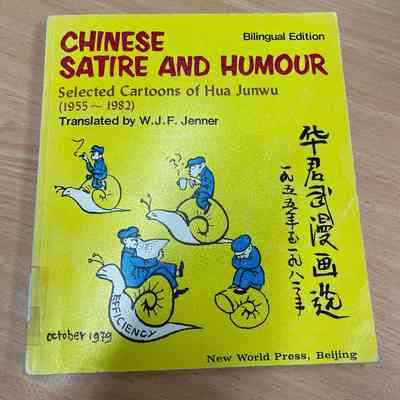 CHINESE
Bilingual Edition
SATIRE AND HUMOUR
Selected Cartoons of Hua Junwu
(1955~1982)
Translated by W.J.F. Jenner
华君武漫画选
一九五五年至一九八二年
EFFICIENCY
October 1979
New World Press, Beijing